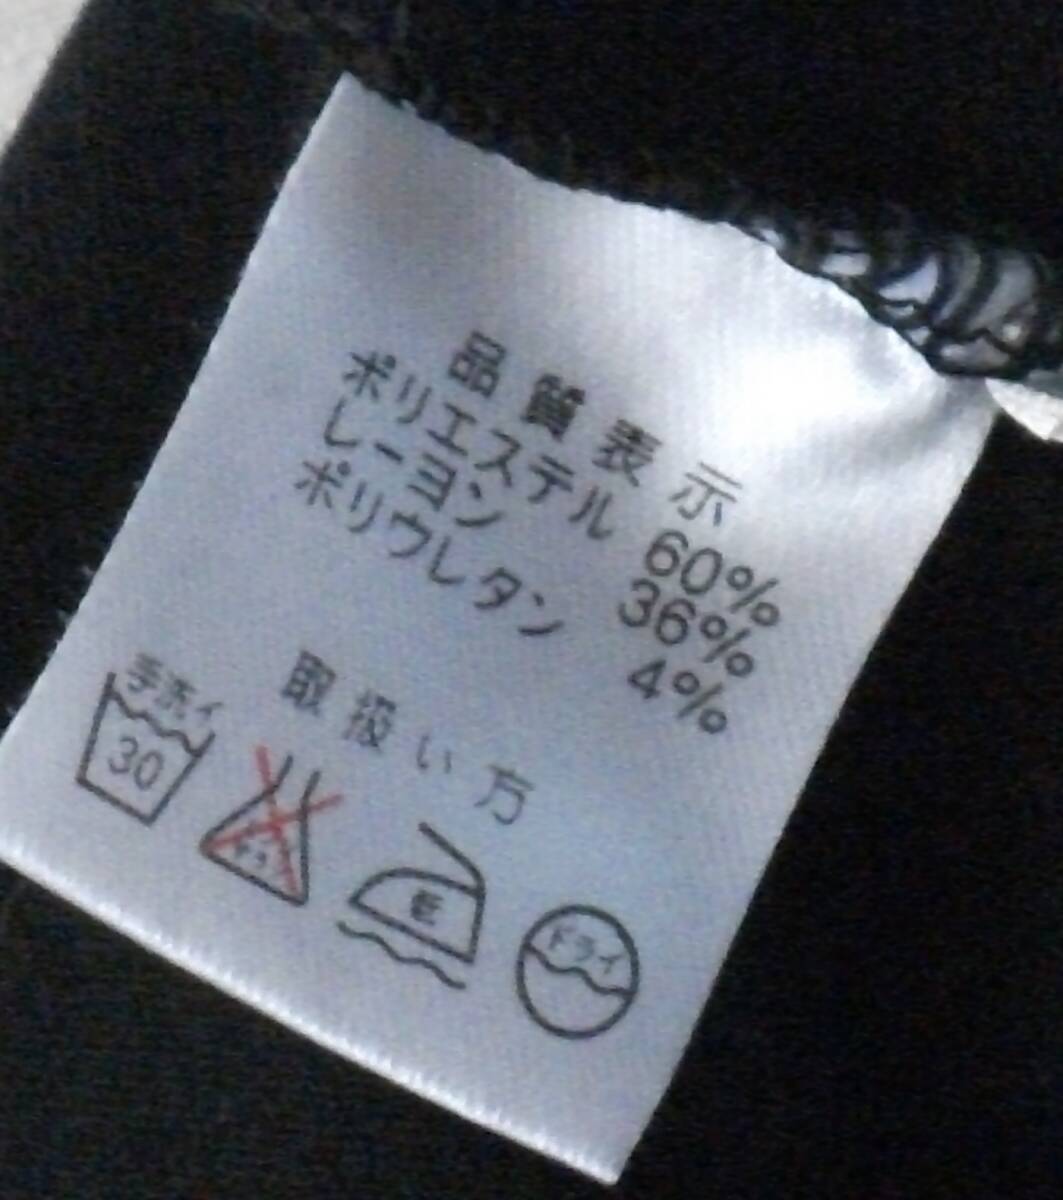 品質表示
ポリエステル 60%
レーヨン 36%
ポリウレタン 4%
取扱い方
手洗イ
30
ドライ